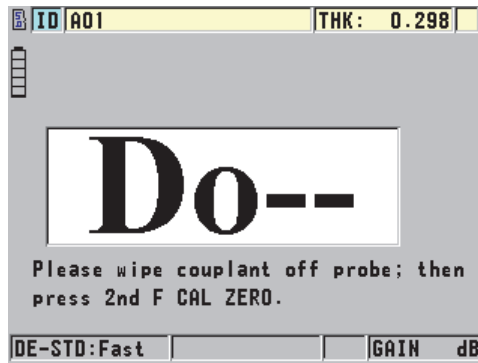 ID A01 THK: 0.298
Do--
Please wipe couplant off probe; then
press 2nd F CAL ZERO.
DE-STD:Fast GAIN dB